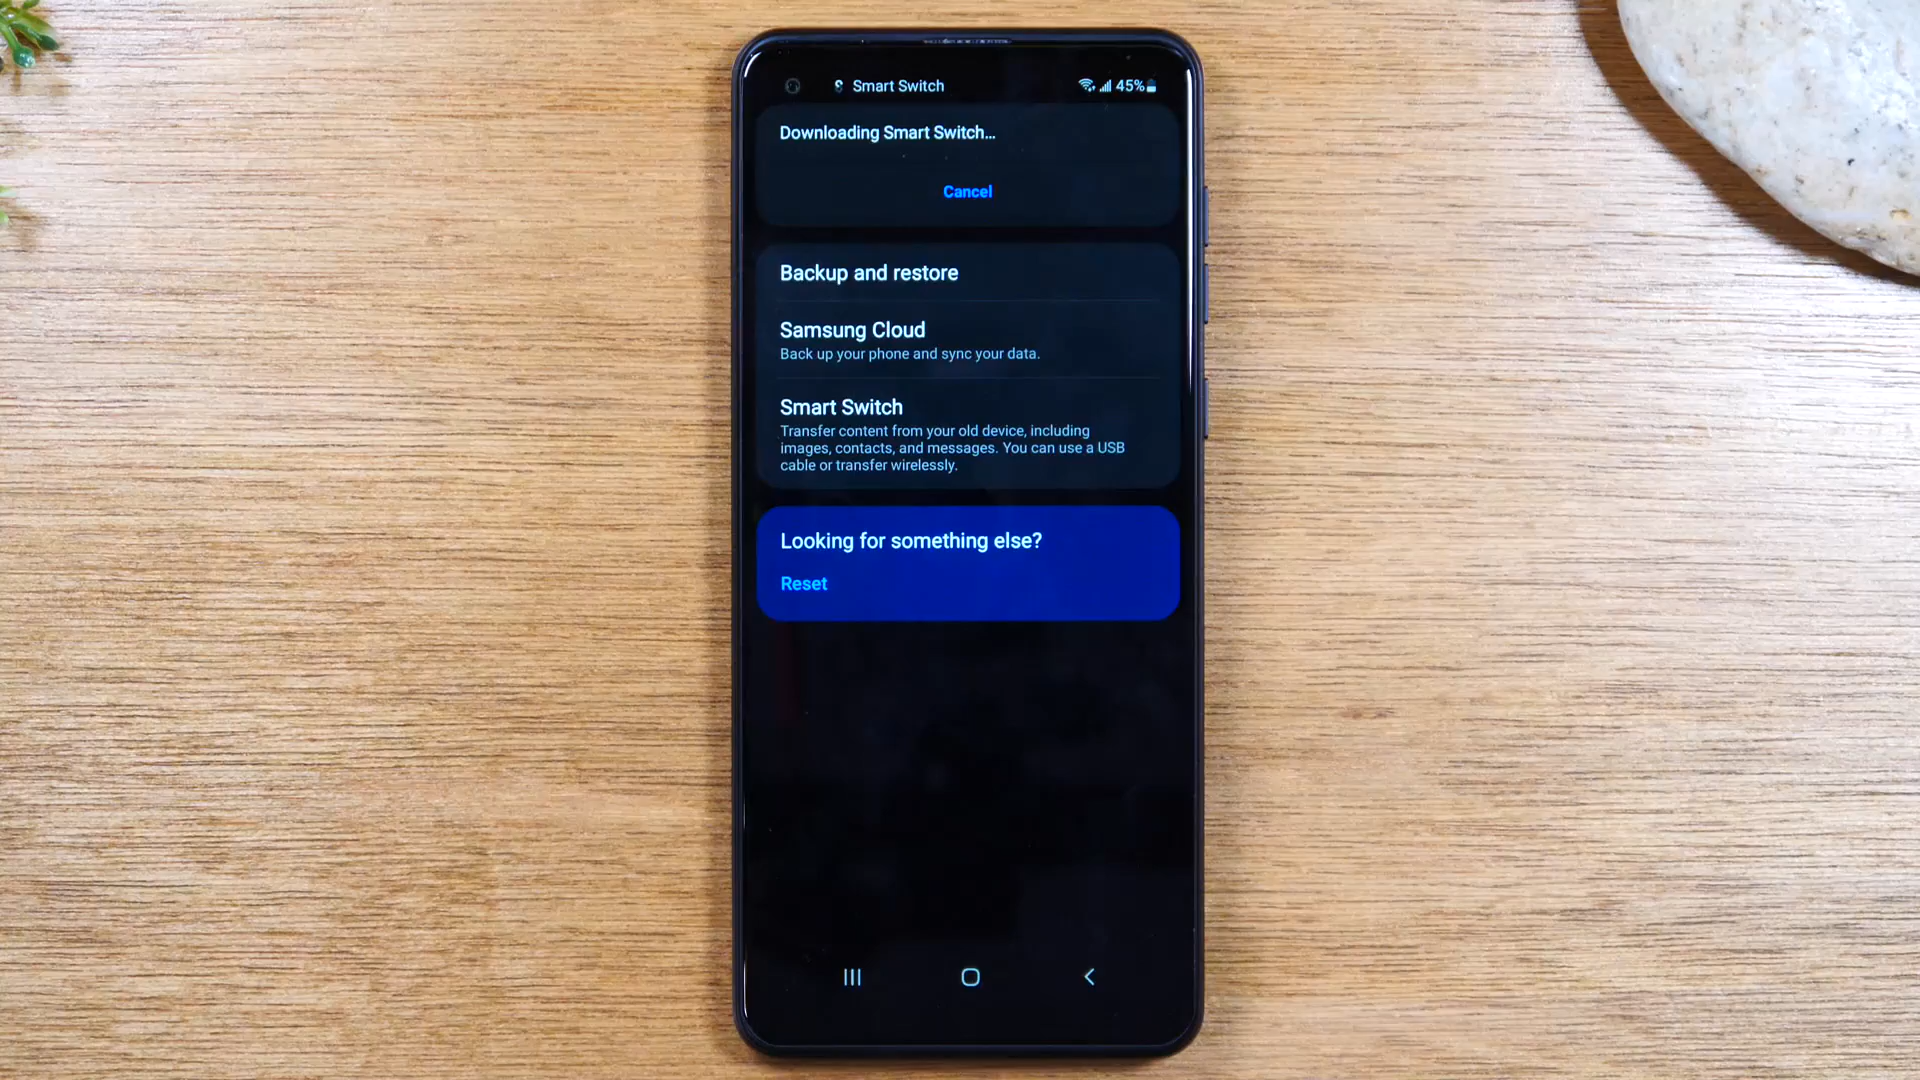 Smart Switch
45%
Downloading Smart Switch...
Cancel
Backup and restore
Samsung Cloud
Back up your phone and sync your data.
Smart Switch
Transfer content from your old device, including
images, contacts, and messages. You can use a USB
cable or transfer wirelessly.
Looking for something else?
Reset